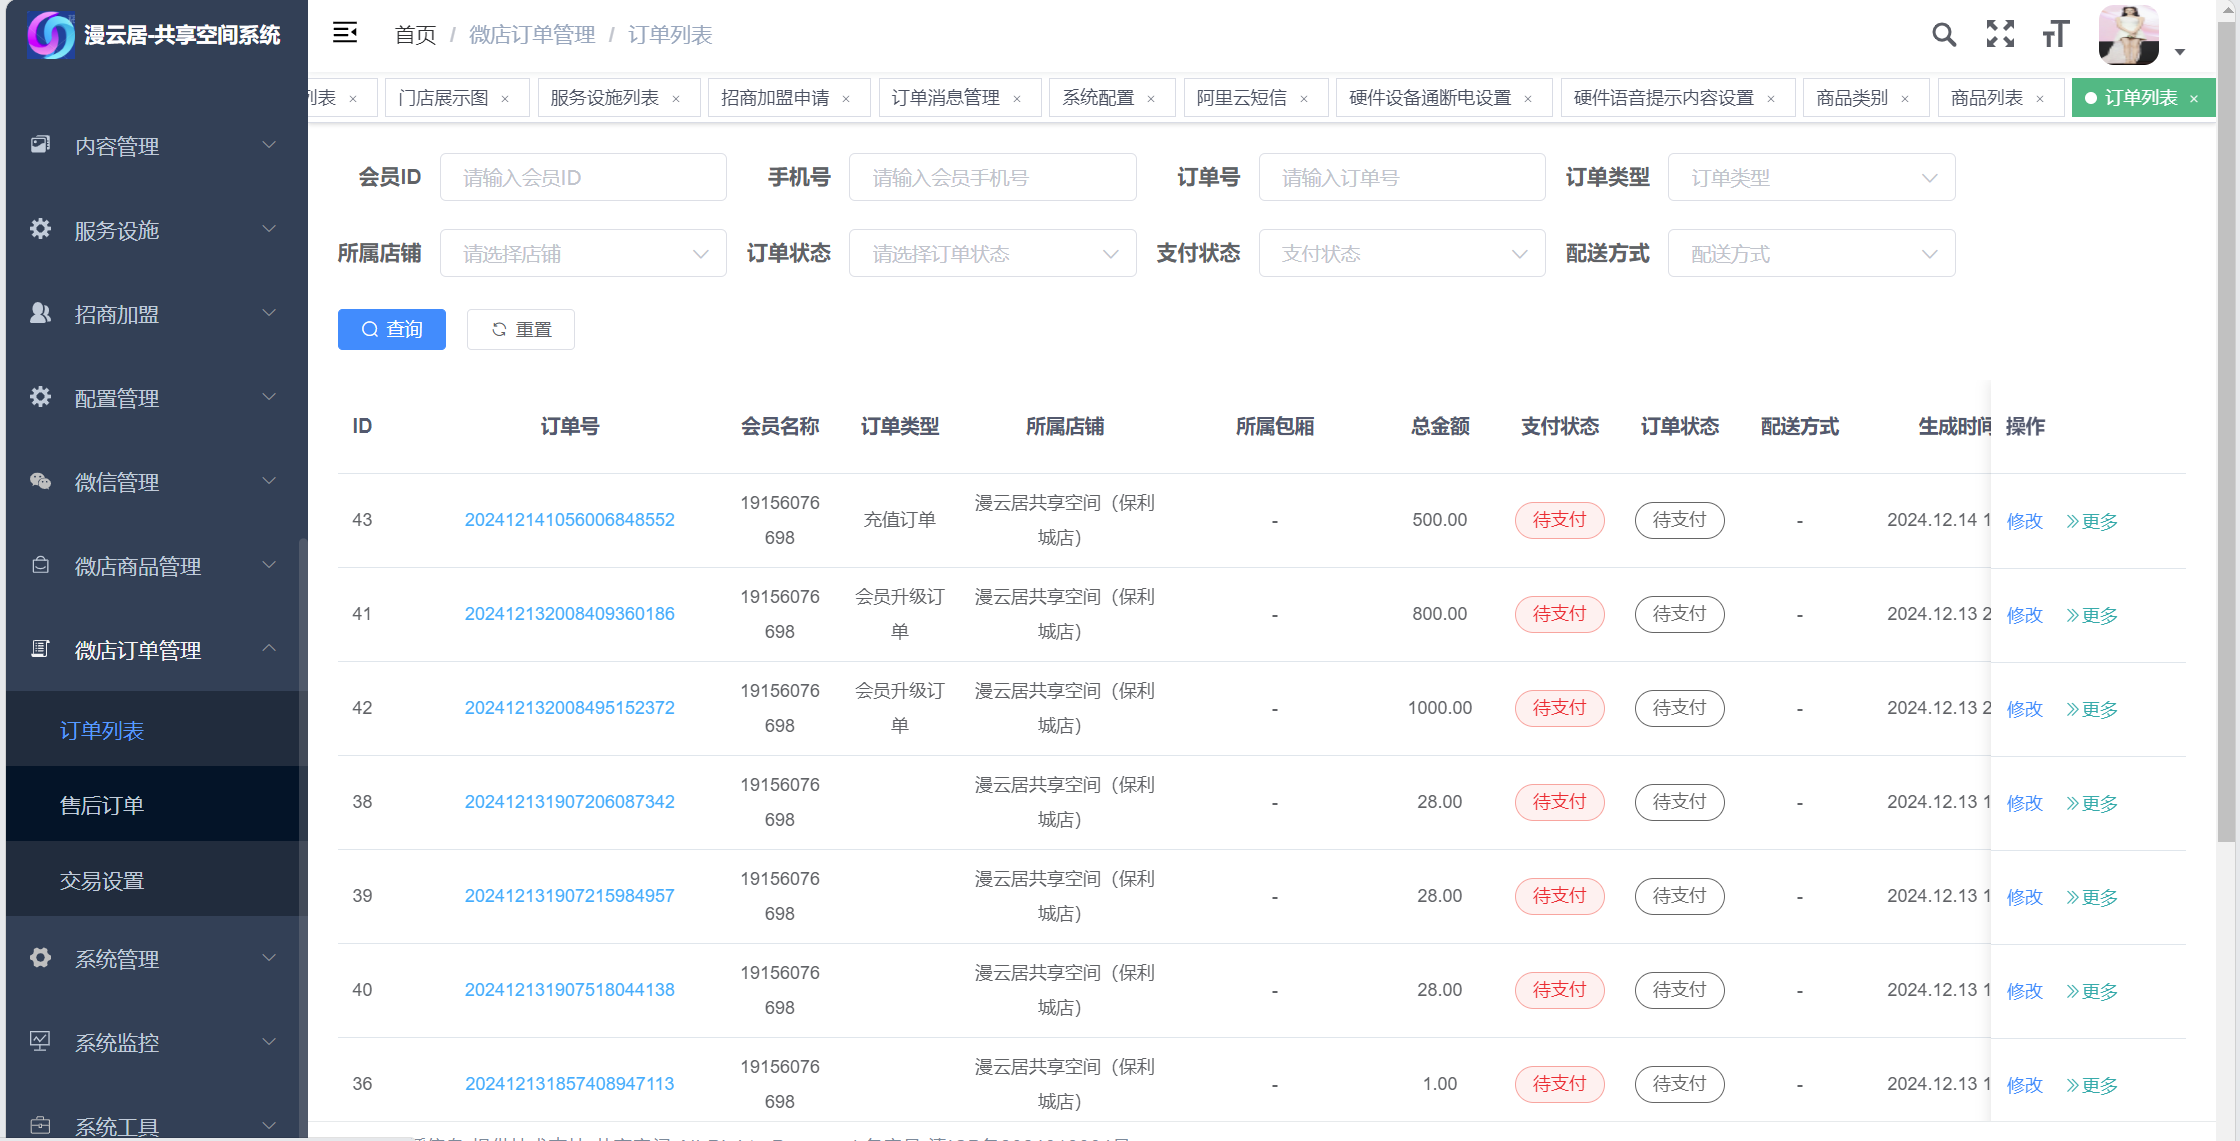 漫云居-共享空间系统
首页 / 微店订单管理 / 订单列表
列表 × 门店展示图 × 服务设施列表 × 招商加盟申请 × 订单消息管理 × 系统配置 × 阿里云短信 × 硬件设备通断电设置 × 硬件语音提示内容设置 × 商品类别 × 商品列表 × 订单列表 ×
内容管理
服务设施
招商加盟
配置管理
微信管理
微店商品管理
微店订单管理
订单列表
售后订单
交易设置
系统管理
系统监控
系统工具
会员ID 请输入会员ID 手机号 请输入会员手机号 订单号 请输入订单号 订单类型 订单类型
所属店铺 请选择店铺 订单状态 请选择订单状态 支付状态 支付状态 配送方式 配送方式
查询 重置
ID 订单号 会员名称 订单类型 所属店铺 所属包厢 总金额 支付状态 订单状态 配送方式 生成时间 操作
19156076 漫云居共享空间（保利
43 202412141056006848552 充值订单 - 500.00 待支付 待支付 - 2024.12.14 1 修改 更多
698 城店）
19156076 会员升级订 漫云居共享空间（保利
41 202412132008409360186 - 800.00 待支付 待支付 - 2024.12.13 2 修改 更多
698 单 城店）
19156076 会员升级订 漫云居共享空间（保利
42 202412132008495152372 - 1000.00 待支付 待支付 - 2024.12.13 2 修改 更多
698 单 城店）
19156076 漫云居共享空间（保利
38 202412131907206087342 - 28.00 待支付 待支付 - 2024.12.13 1 修改 更多
698 城店）
19156076 漫云居共享空间（保利
39 202412131907215984957 - 28.00 待支付 待支付 - 2024.12.13 1 修改 更多
698 城店）
19156076 漫云居共享空间（保利
40 202412131907518044138 - 28.00 待支付 待支付 - 2024.12.13 1 修改 更多
698 城店）
19156076 漫云居共享空间（保利
36 202412131857408947113 - 1.00 待支付 待支付 - 2024.12.13 1 修改 更多
698 城店）